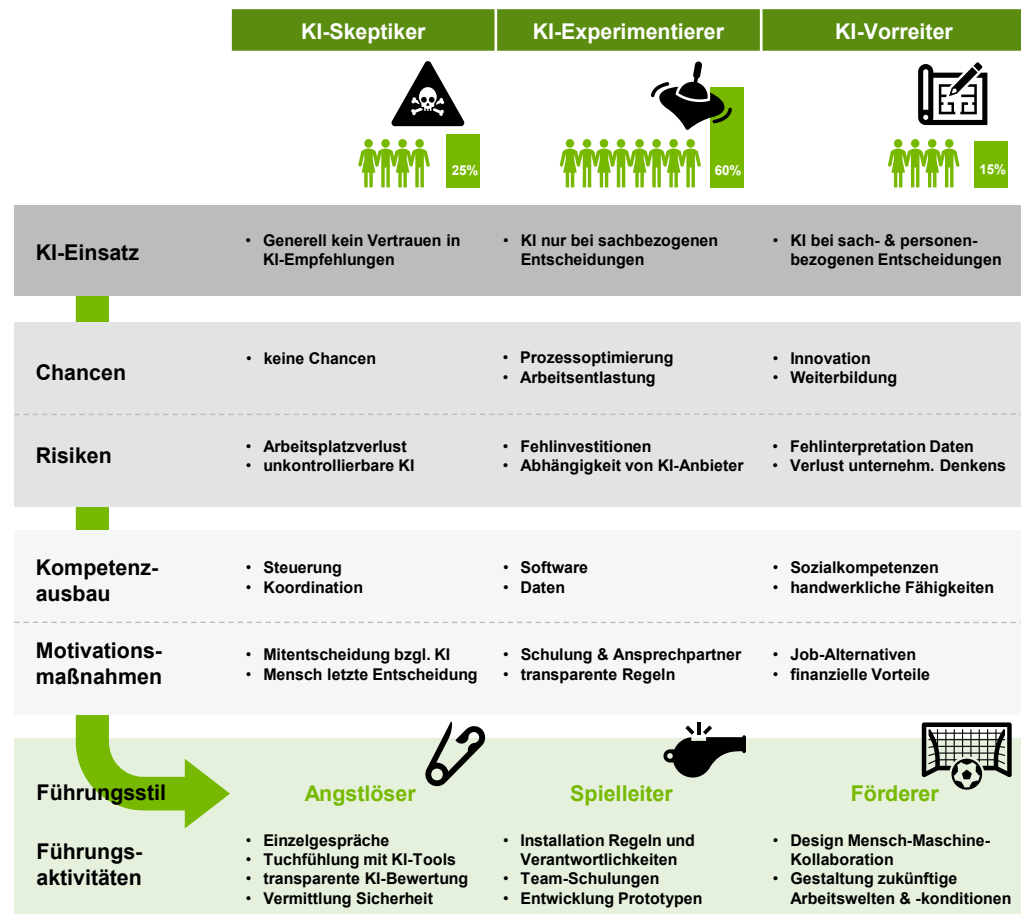 KI-Skeptiker
KI-Experimentierer
KI-Vorreiter
25%
60%
15%
KI-Einsatz
• Generell kein Vertrauen in
KI-Empfehlungen
• KI nur bei sachbezogenen
Entscheidungen
• KI bei sach- & personen-
bezogenen Entscheidungen
Chancen
• keine Chancen
• Prozessoptimierung
• Arbeitsentlastung
• Innovation
• Weiterbildung
Risiken
• Arbeitsplatzverlust
• unkontrollierbare KI
• Fehlinvestitionen
• Abhängigkeit von KI-Anbieter
• Fehlinterpretation Daten
• Verlust unternehm. Denkens
Kompetenz-
ausbau
• Steuerung
• Koordination
• Software
• Daten
• Sozialkompetenzen
• handwerkliche Fähigkeiten
Motivations-
maßnahmen
• Mitentscheidung bzgl. KI
• Mensch letzte Entscheidung
• Schulung & Ansprechpartner
• transparente Regeln
• Job-Alternativen
• finanzielle Vorteile
Führungsstil
Angstlöser
Spielleiter
Förderer
Führungs-
aktivitäten
• Einzelgespräche
• Tuchfühlung mit KI-Tools
• transparente KI-Bewertung
• Vermittlung Sicherheit
• Installation Regeln und
Verantwortlichkeiten
• Team-Schulungen
• Entwicklung Prototypen
• Design Mensch-Maschine-
Kollaboration
• Gestaltung zukünftige
Arbeitswelten & -konditionen